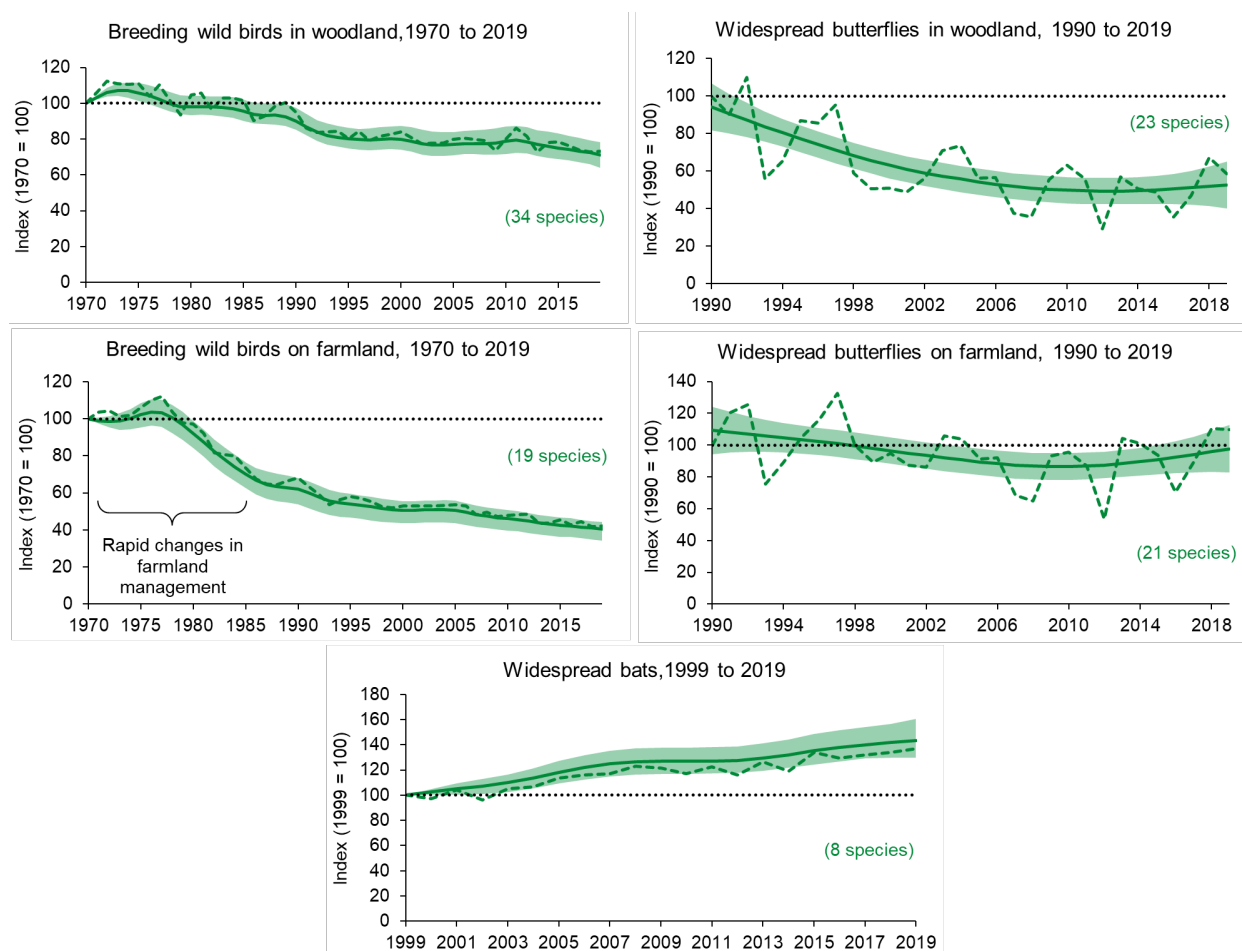 Breeding wild birds in woodland,1970 to 2019
Index (1970 = 100)
120
100
80
60
40
20
0
(34 species)
1970 1975 1980 1985 1990 1995 2000 2005 2010 2015
Widespread butterflies in woodland, 1990 to 2019
Index (1990 = 100)
120
100
80
60
40
20
0
(23 species)
1990 1994 1998 2002 2006 2010 2014 2018
Breeding wild birds on farmland, 1970 to 2019
Index (1970 = 100)
120
100
80
60
40
20
0
(19 species)
Rapid changes in
farmland
management
1970 1975 1980 1985 1990 1995 2000 2005 2010 2015
Widespread butterflies on farmland, 1990 to 2019
Index (1990 = 100)
140
120
100
80
60
40
20
0
(21 species)
1990 1994 1998 2002 2006 2010 2014 2018
Widespread bats,1999 to 2019
Index (1999 = 100)
180
160
140
120
100
80
60
40
20
0
(8 species)
1999 2001 2003 2005 2007 2009 2011 2013 2015 2017 2019